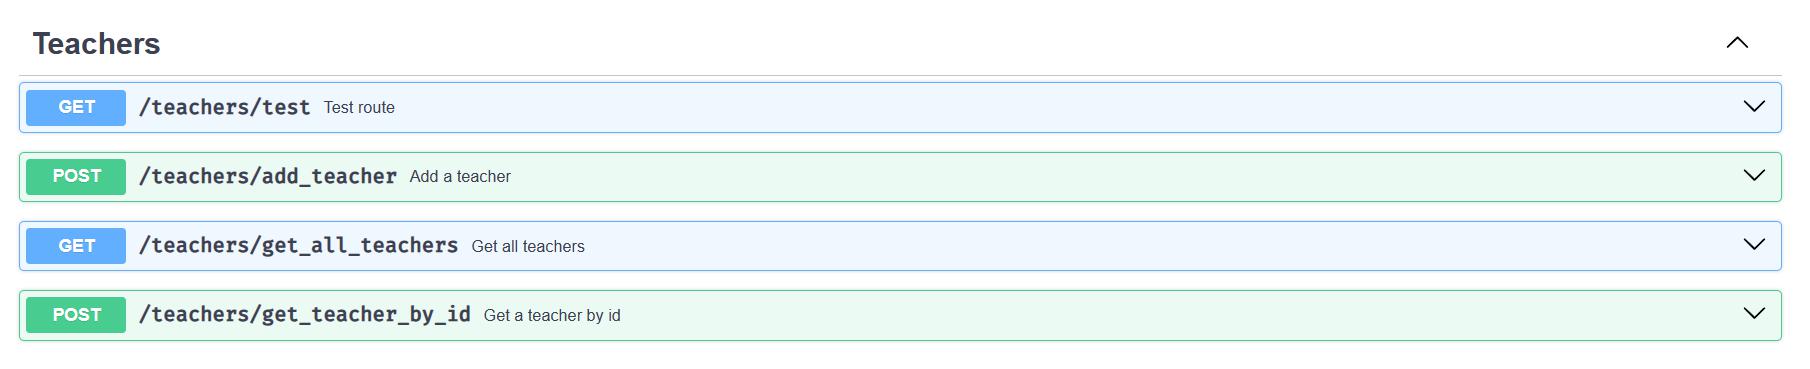 Teachers
GET /teachers/test Test route
POST /teachers/add_teacher Add a teacher
GET /teachers/get_all_teachers Get all teachers
POST /teachers/get_teacher_by_id Get a teacher by id